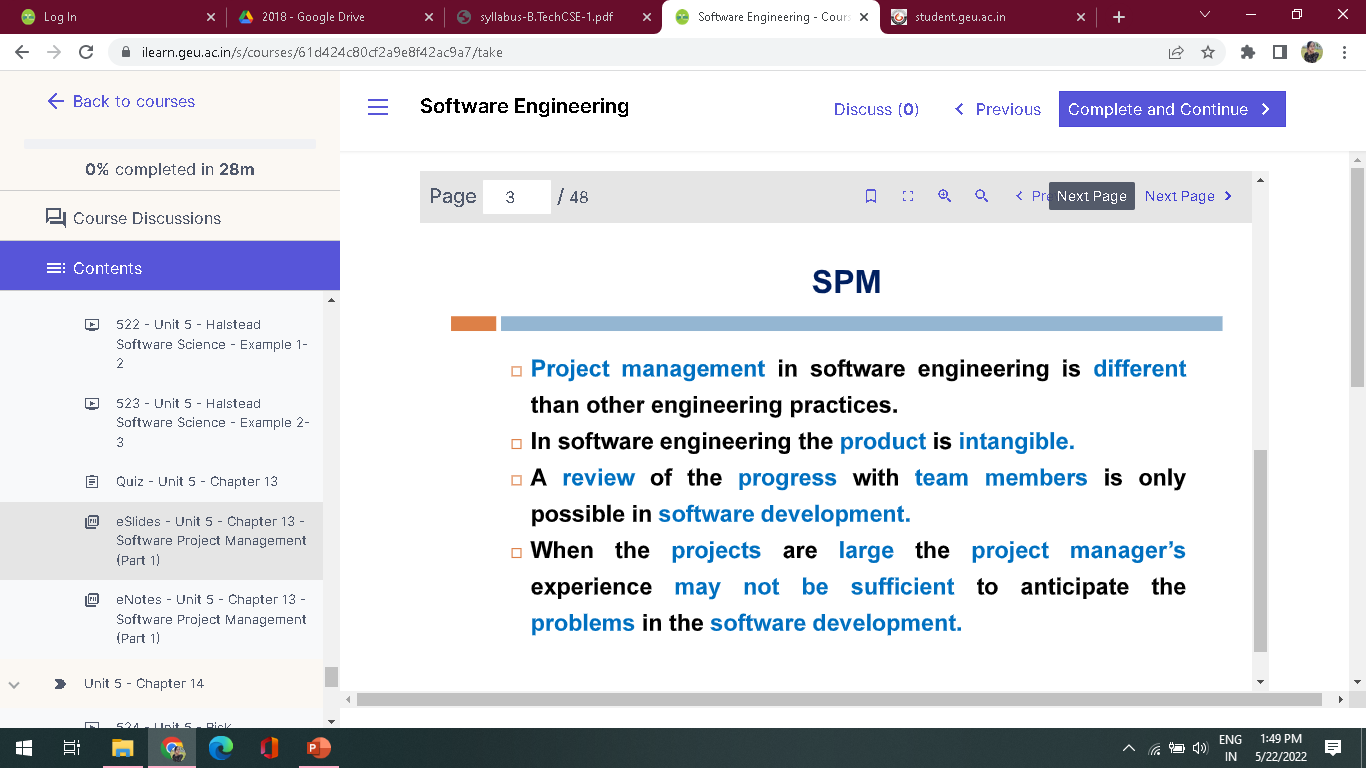 Log In
2018 - Google Drive
syllabus-B.TechCSE-1.pdf
Software Engineering - Cours
student.geu.ac.in
ilearn.geu.ac.in/s/courses/61d424c80cf2a9e8f42ac9a7/take
Back to courses
0% completed in 28m
Course Discussions
Contents
522 - Unit 5 - Halstead
Software Science - Example 1-
2
523 - Unit 5 - Halstead
Software Science - Example 2-
3
Quiz - Unit 5 - Chapter 13
eSlides - Unit 5 - Chapter 13 -
Software Project Management
(Part 1)
eNotes - Unit 5 - Chapter 13 -
Software Project Management
(Part 1)
Unit 5 - Chapter 14
524 - Unit 5 - Risk
Software Engineering
Discuss (0)
Previous
Complete and Continue
Page 3 / 48
Pre
Next Page
Next Page
SPM
Project management in software engineering is different
than other engineering practices.
In software engineering the product is intangible.
A review of the progress with team members is only
possible in software development.
When the projects are large the project manager's
experience may not be sufficient to anticipate the
problems in the software development.
ENG
IN
1:49 PM
5/22/2022